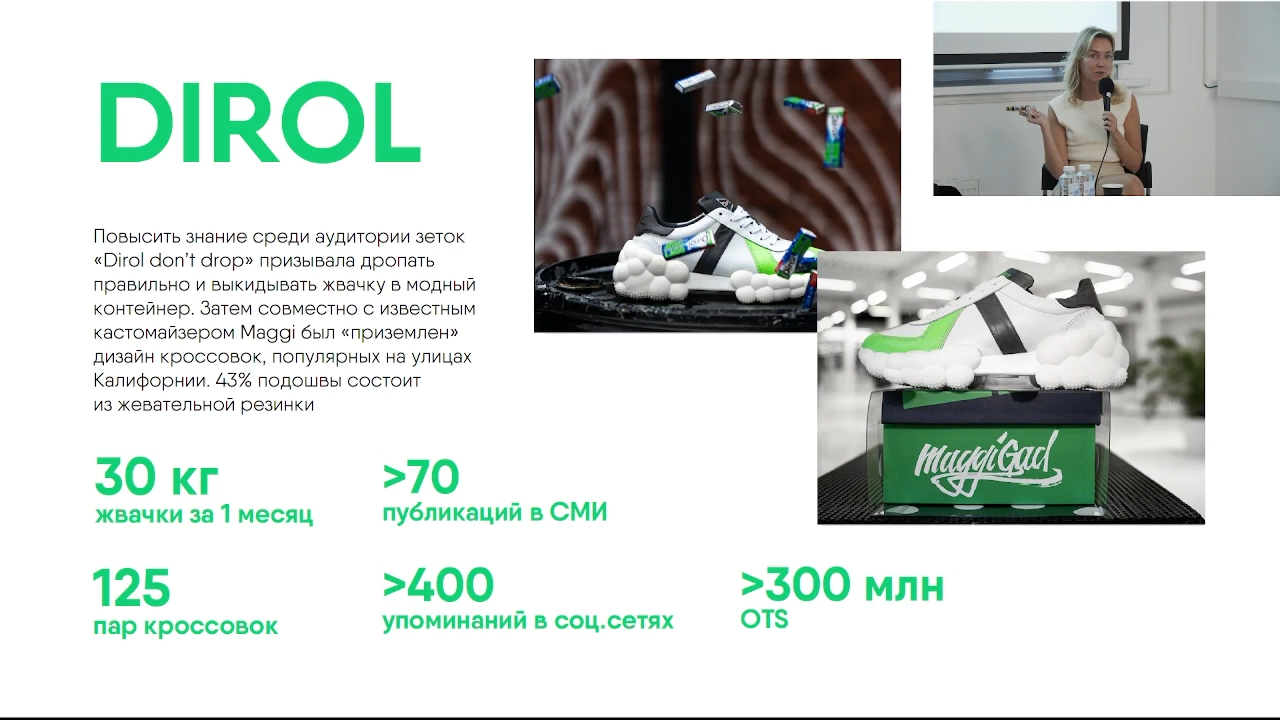 DIROL
Повысить знание среди аудитории зеток
«Dirol don’t drop» призывала дропать
правильно и выкидывать жвачку в модный
контейнер. Затем совместно с известным
кастомайзером Maggi был «приземлен»
дизайн кроссовок, популярных на улицах
Калифорнии. 43% подошвы состоит
из жевательной резинки
30 кг
жвачки за 1 месяц
>70
публикаций в СМИ
125
пар кроссовок
>400
упоминаний в соц.сетях
>300 млн
OTS
MaggiGad